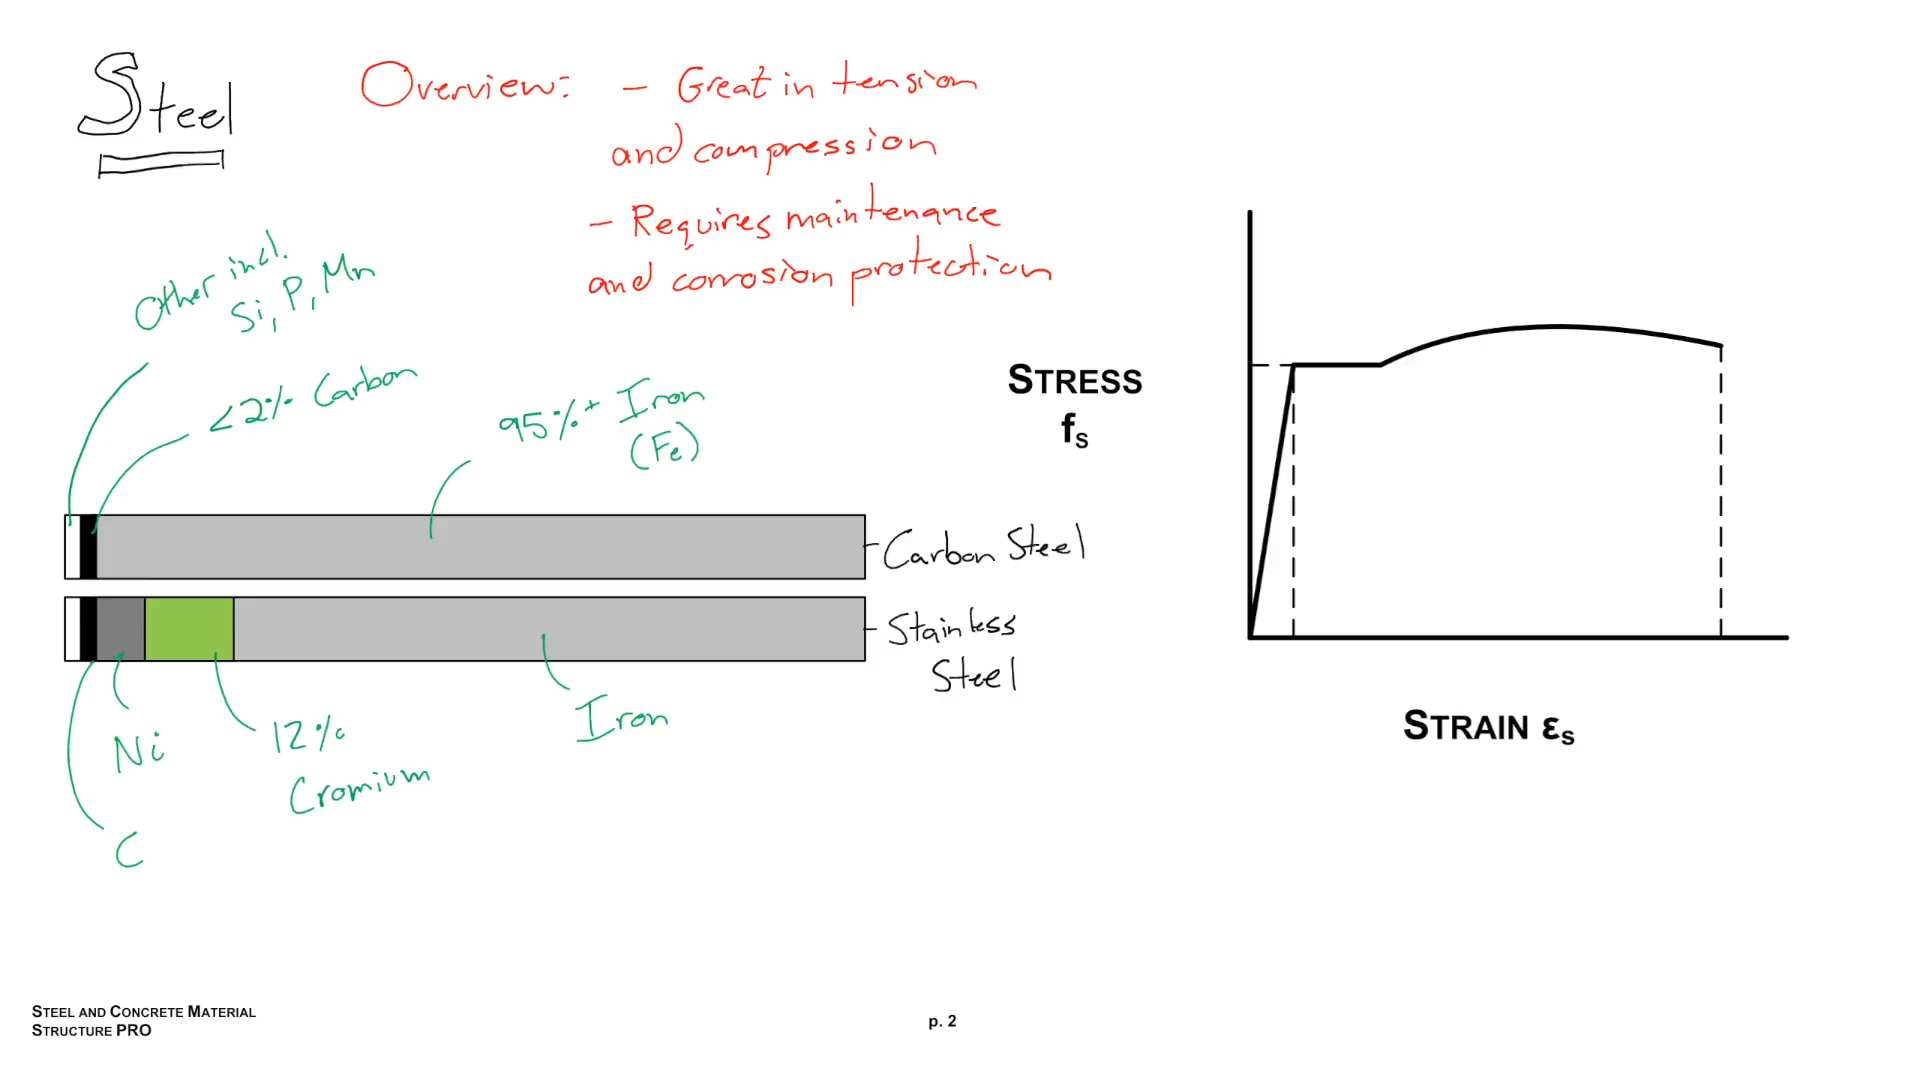 Steel
Overview: - Great in tension
and compression
- Requires maintenance
and corrosion protection
Other incl.
Si, P, Mn
<2% Carbon
95%+ Iron
(Fe)
Carbon Steel
Stainless
Steel
Ni
12%
Cromium
Iron
C
STRESS
fs
STRAIN εs
STEEL AND CONCRETE MATERIAL
STRUCTURE PRO
p. 2